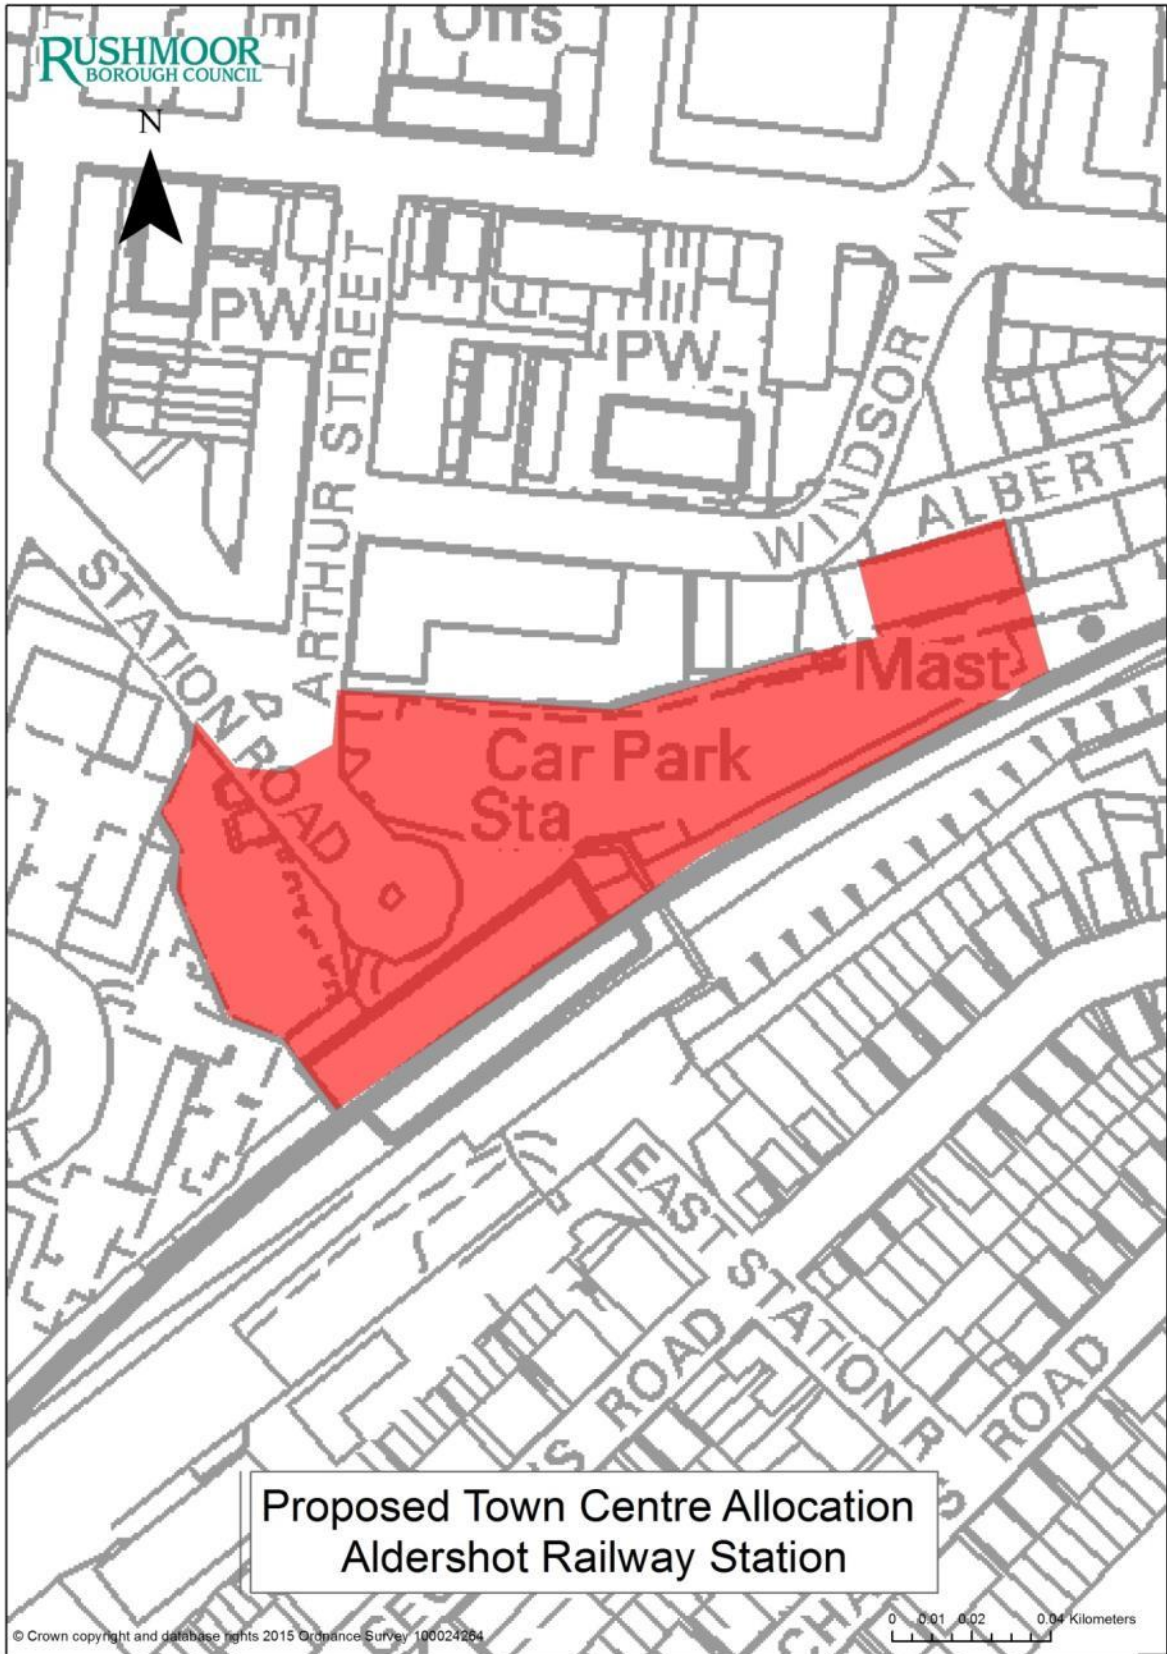 Offs
RUSHMOOR
BOROUGH COUNCIL
N
WINDSOR WAY
PW
ARTHUR STREET
PW
ALBERT
STATION ROAD
Mast
Car Park
Sta
EAST STATION R
ROAD
ROAD
Proposed Town Centre Allocation
Aldershot Railway Station
0 0.01 0.02 0.04 Kilometers
© Crown copyright and database rights 2015 Ordnance Survey 100024264